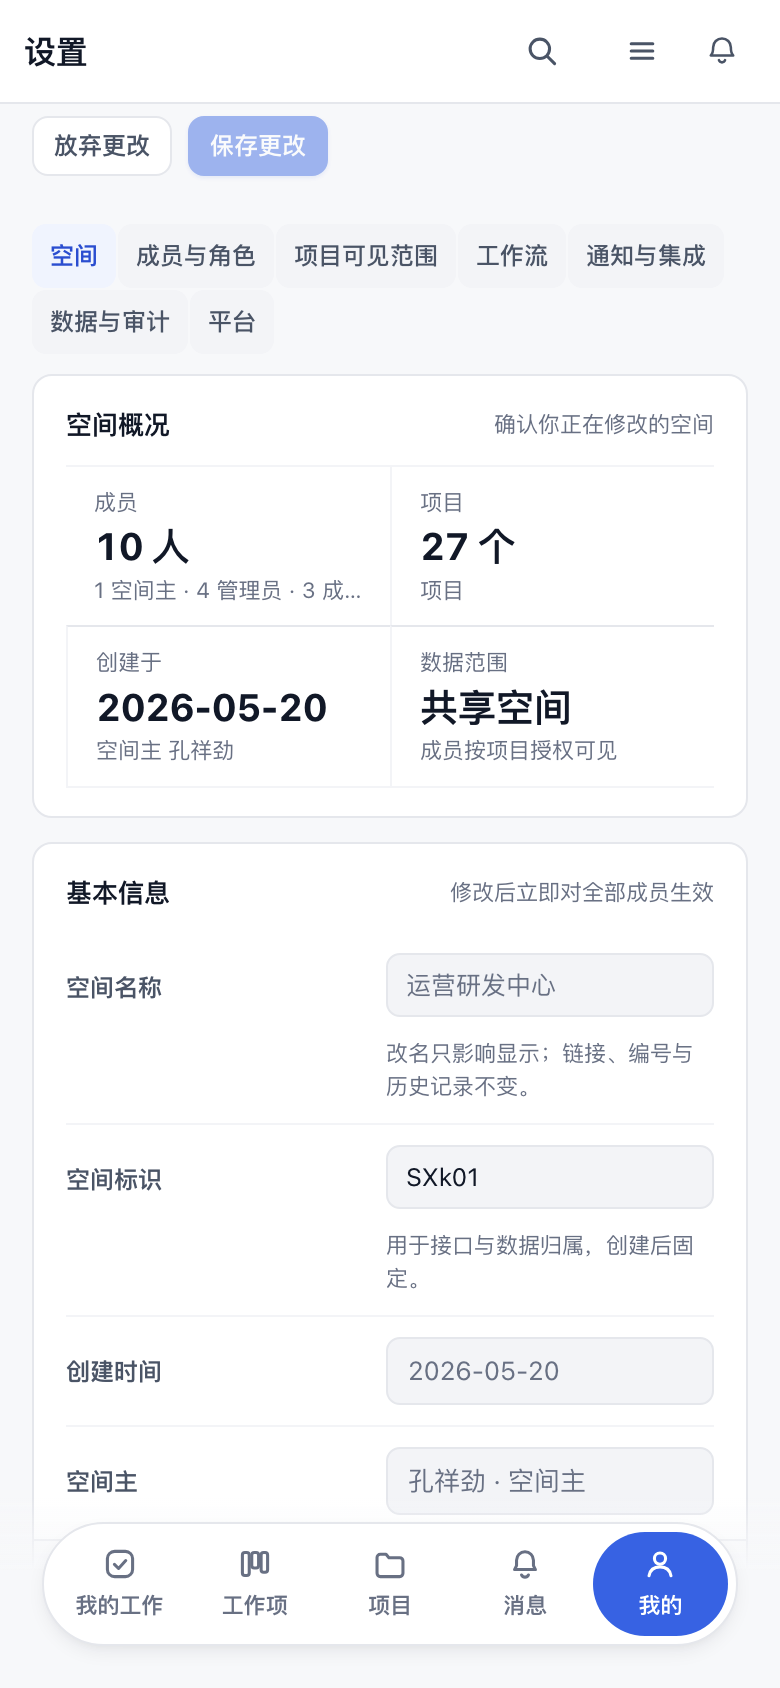 设置
放弃更改 保存更改
空间 成员与角色 项目可见范围 工作流 通知与集成
数据与审计 平台
空间概况 确认你正在修改的空间
成员 项目
10 人 27 个
1 空间主 · 4 管理员 · 3 成... 项目
创建于 数据范围
2026-05-20 共享空间
空间主 孔祥劲 成员按项目授权可见
基本信息 修改后立即对全部成员生效
空间名称 运营研发中心
改名只影响显示；链接、编号与
历史记录不变。
空间标识 SXk01
用于接口与数据归属，创建后固
定。
创建时间 2026-05-20
空间主 孔祥劲 · 空间主
我的工作 工作项 项目 消息 我的